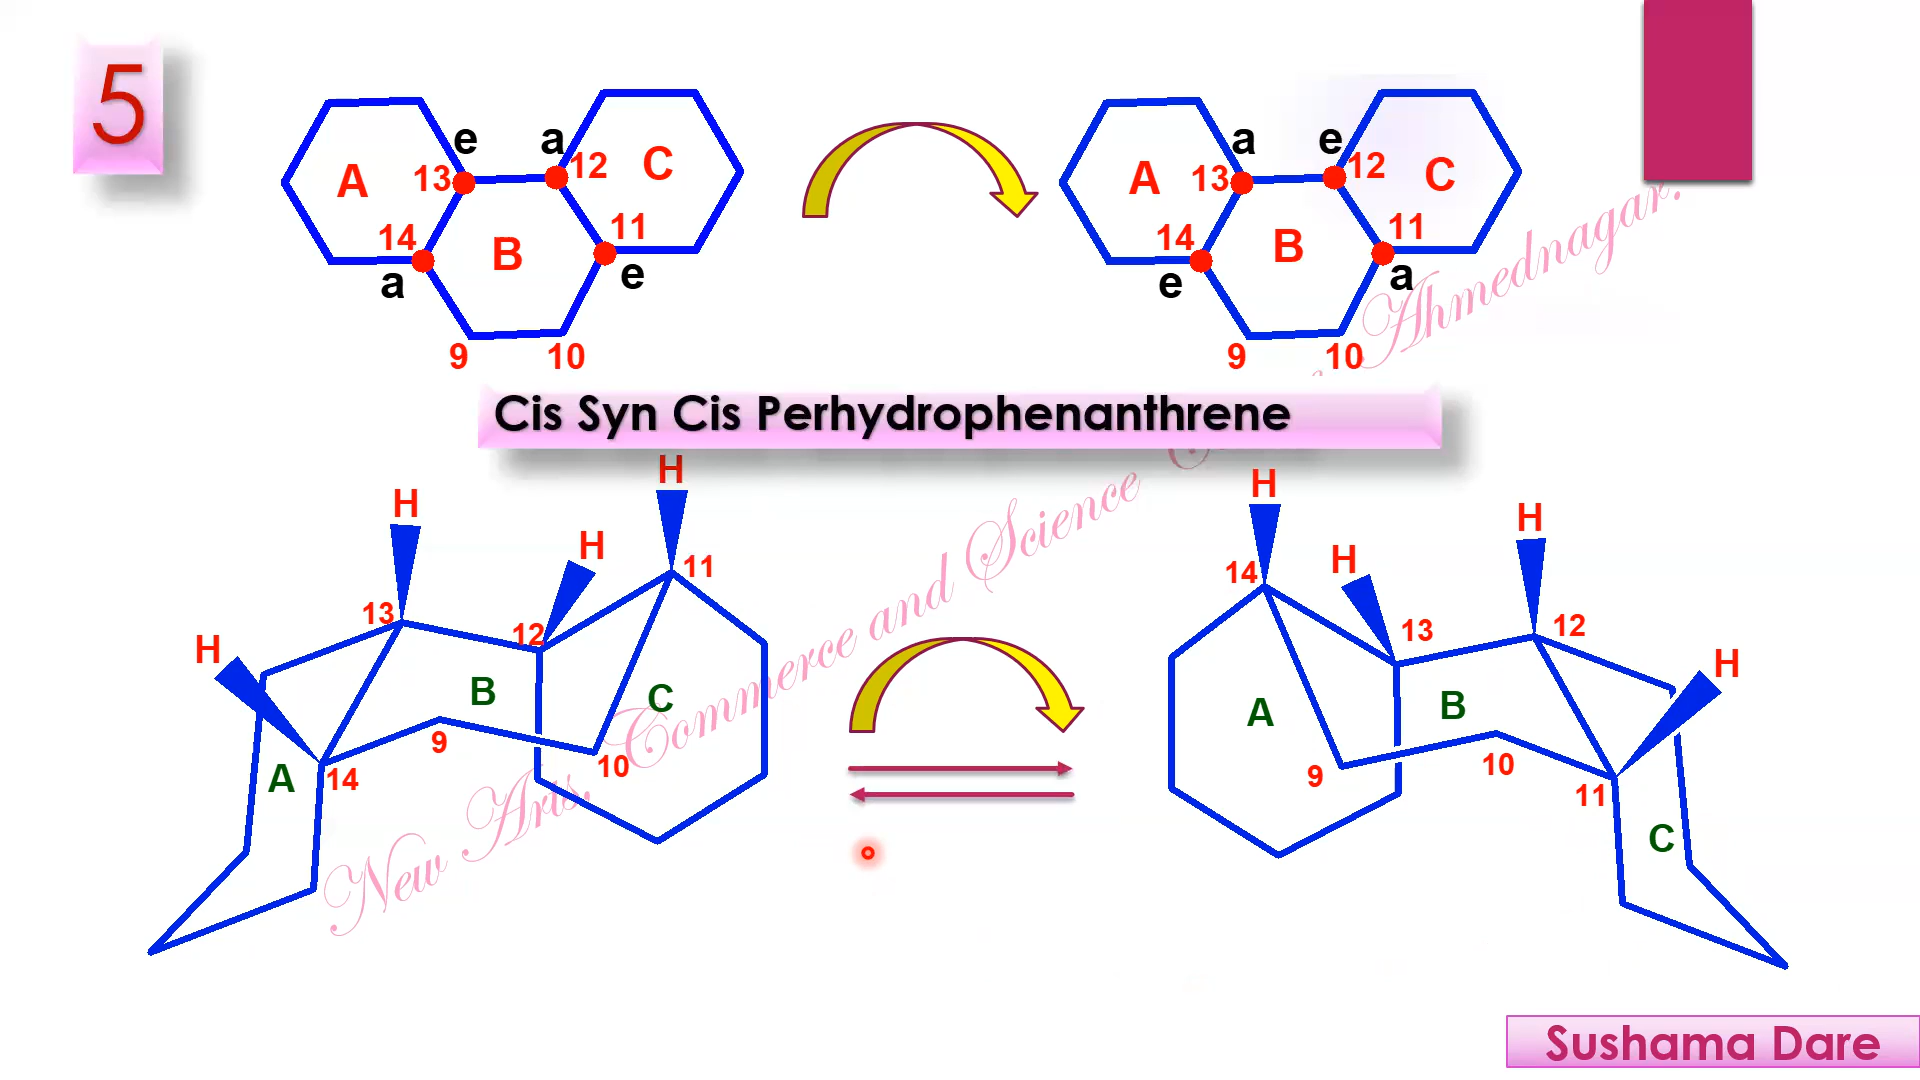 5
e a
A 13 12 C
14 B 11
a e
9 10
a e
A 13 12 C
14 B 11
e a
9 10
Cis Syn Cis Perhydrophenanthrene
H
H
H
H
13
12
11
B
C
A
14
9
10
H
H
H
H
14
13
12
A
B
9
10
11
C
New Arts, Commerce and Science
Ahmednagar.
Sushama Dare